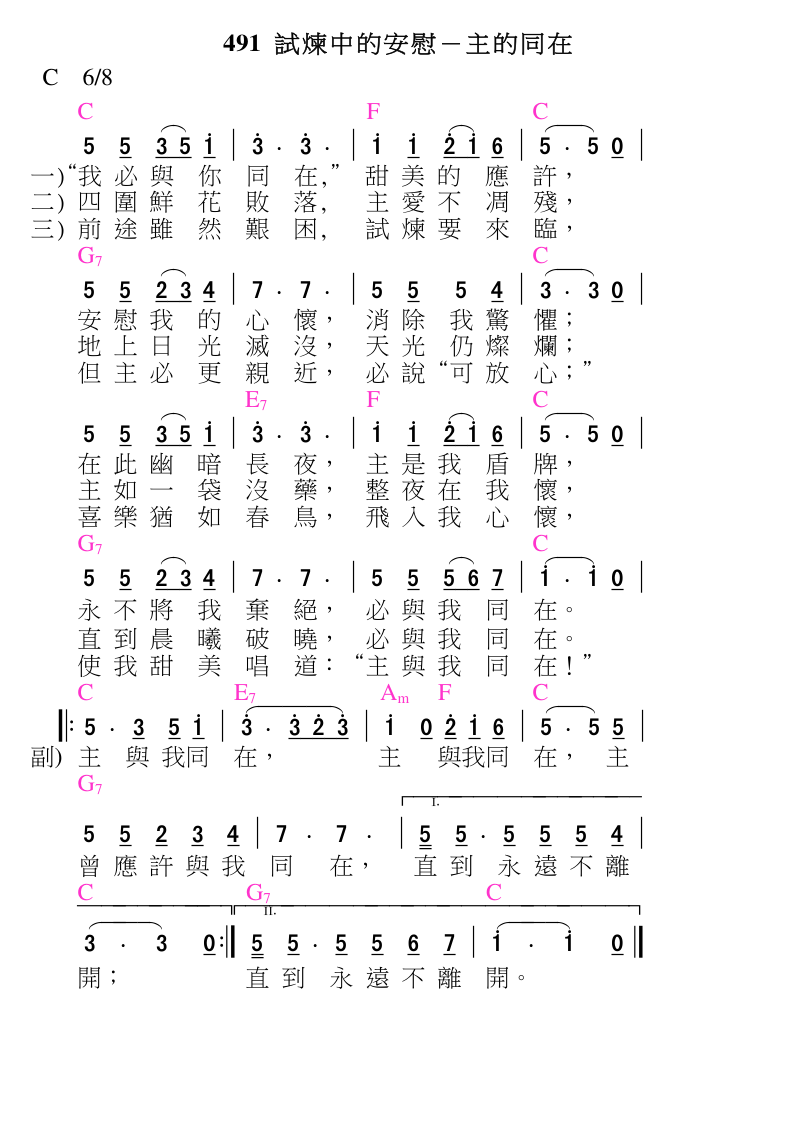 491 試煉中的安慰－主的同在
C 6/8
C F C
5 5 3 5 i | 3̇ . 3̇ . | i i 2̇ i 6 | 5 . 5 0 |
一)“我必與你同在,” 甜美的應許，
二) 四圍鮮花敗落, 主愛不凋殘，
三) 前途雖然艱困, 試煉要來臨，
G7 C
5 5 2 3 4 | 7 . 7 . | 5 5 5 4 | 3 . 3 0 |
安慰我的心懷， 消除我驚懼；
地上日光滅沒， 天光仍燦爛；
但主必更親近， 必說“可放心；”
E7 F C
5 5 3 5 i | 3̇ . 3̇ . | i i 2̇ i 6 | 5 . 5 0 |
在此幽暗長夜， 主是我盾牌，
主如一袋沒藥， 整夜在我懷，
喜樂猶如春鳥， 飛入我心懷，
G7 C
5 5 2 3 4 | 7 . 7 . | 5 5 5 6 7 | i . i 0 |
永不將我棄絕， 必與我同在。
直到晨曦破曉， 必與我同在。
使我甜美唱道：“主與我同在！”
C E7 Am F C
‖: 5 . 3 5 i | 3̇ . 3̇ 2̇ 3̇ | i 0 2̇ i 6 | 5 . 5 5 |
副) 主與我同在， 主與我同在， 主
G7
I.
5 5 2 3 4 | 7 . 7 . | 5 5 . 5 5 5 4 |
曾應許與我同在， 直到永遠不離
C G7 C
II.
3 . 3 0 :‖ 5 5 . 5 5 6 7 | i . i 0 ‖
開； 直到永遠不離開。